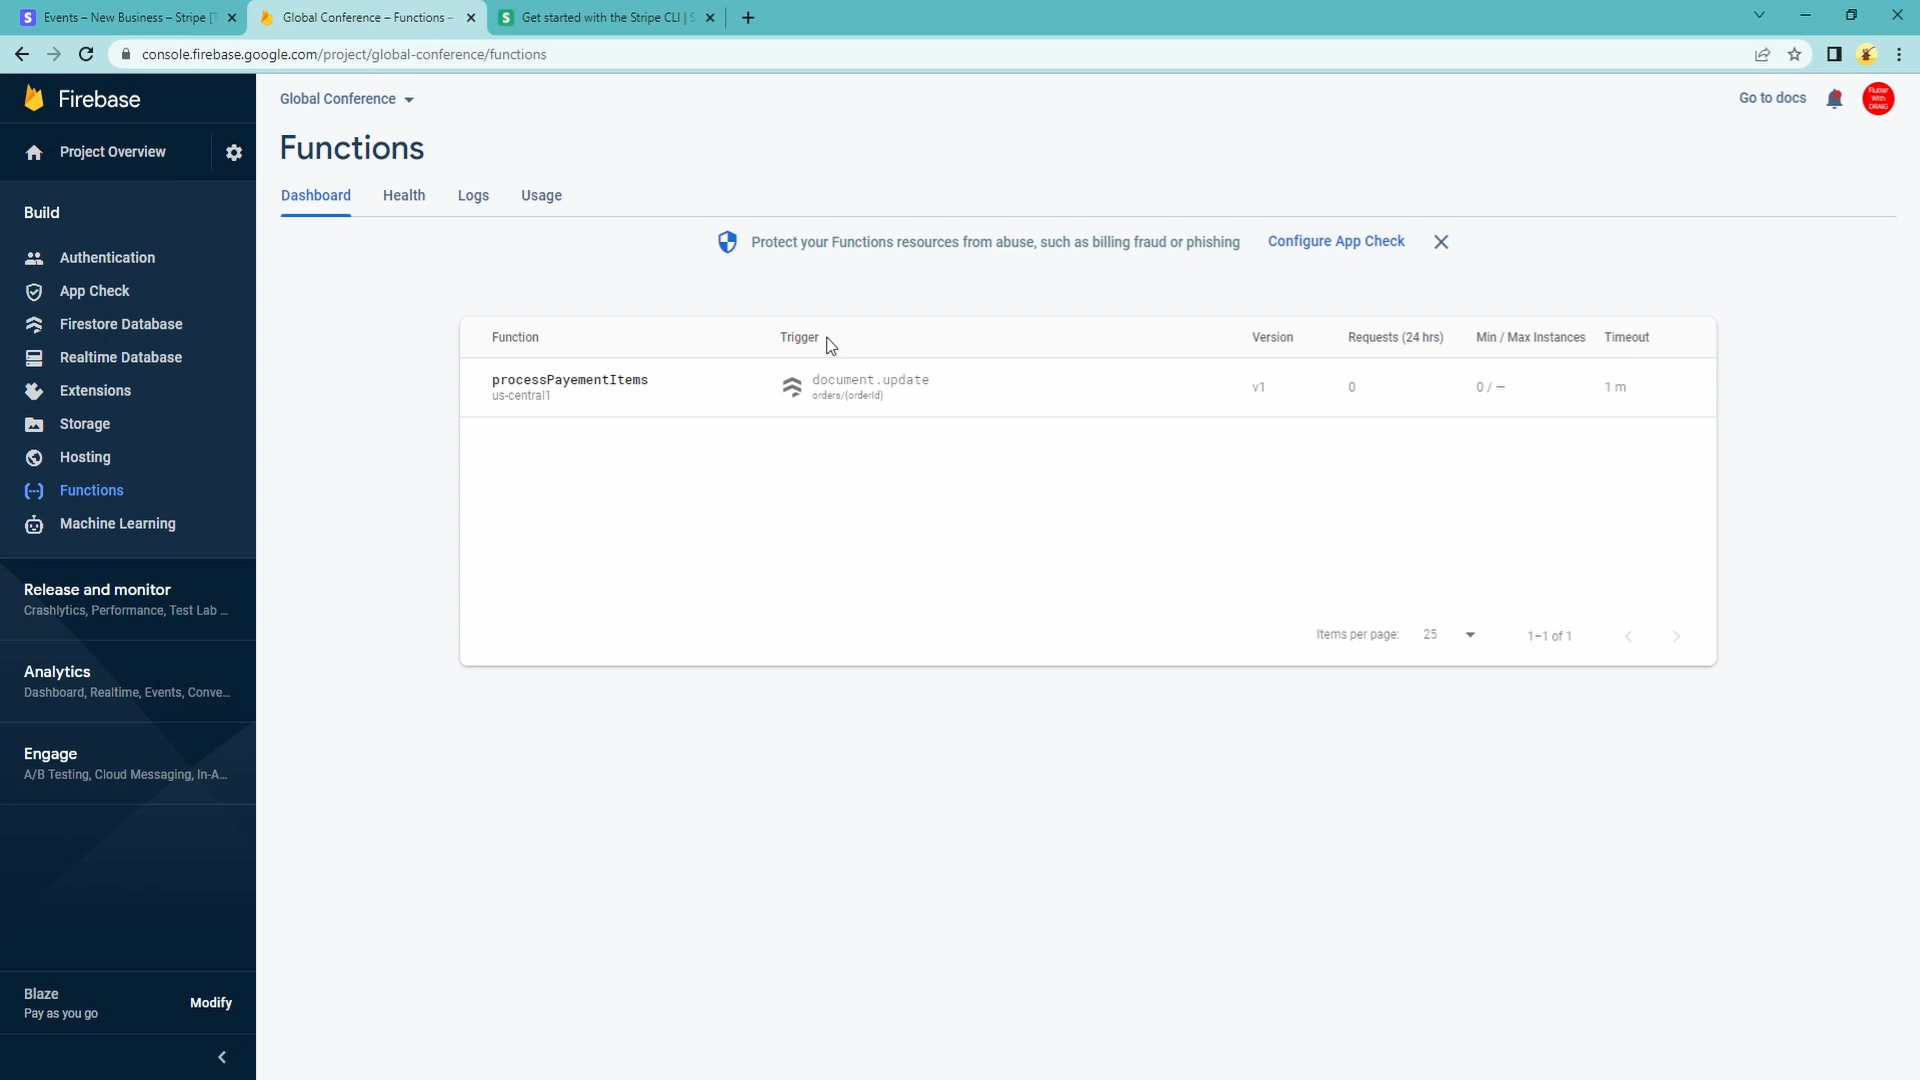 Events – New Business – Stripe [T
Global Conference – Functions –
Get started with the Stripe CLI | S
console.firebase.google.com/project/global-conference/functions
Firebase
Global Conference
Go to docs
Flutter
With
DRAIG
Project Overview
Functions
Dashboard
Health
Logs
Usage
Build
Protect your Functions resources from abuse, such as billing fraud or phishing
Configure App Check
Authentication
App Check
Firestore Database
Realtime Database
Extensions
Storage
Hosting
Functions
Machine Learning
Function
Trigger
Version
Requests (24 hrs)
Min / Max Instances
Timeout
processPayementItems
us-central1
document.update
orders/{orderId}
v1
0
0 / –
1 m
Items per page:
25
1–1 of 1
Release and monitor
Crashlytics, Performance, Test Lab ...
Analytics
Dashboard, Realtime, Events, Conve...
Engage
A/B Testing, Cloud Messaging, In-A...
Blaze
Pay as you go
Modify